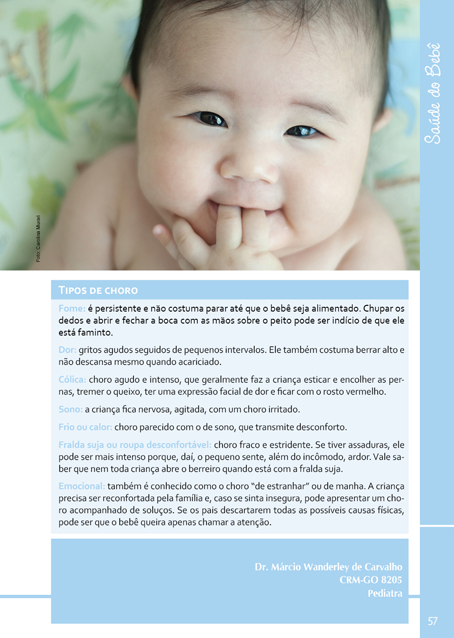 Saúde do Bebê
Foto: Candice Muran
Tipos de choro
Fome: é persistente e não costuma parar até que o bebê seja alimentado. Chupar os
dedos e abrir e fechar a boca com as mãos sobre o peito pode ser indício de que ele
está faminto.
Dor: gritos agudos seguidos de pequenos intervalos. Ele também costuma berrar alto e
não descansa mesmo quando acariciado.
Cólica: choro agudo e intenso, que geralmente faz a criança esticar e encolher as per-
nas, tremer o queixo, ter uma expressão facial de dor e ficar com o rosto vermelho.
Sono: a criança fica nervosa, agitada, com um choro irritado.
Frio ou calor: choro parecido com o de sono, que transmite desconforto.
Fralda suja ou roupa desconfortável: choro fraco e estridente. Se tiver assaduras, ele
pode ser mais intenso porque, daí, o pequeno sente, além do incômodo, ardor. Vale sa-
ber que nem toda criança abre o berreiro quando está com a fralda suja.
Emocional: também é conhecido como o choro “de estranhar” ou de manha. A criança
precisa ser reconfortada pela família e, caso se sinta insegura, pode apresentar um cho-
ro acompanhado de soluços. Se os pais descartarem todas as possíveis causas físicas,
pode ser que o bebê queira apenas chamar a atenção.
Dr. Márcio Wanderley de Carvalho
CRM-GO 8205
Pediatra
57